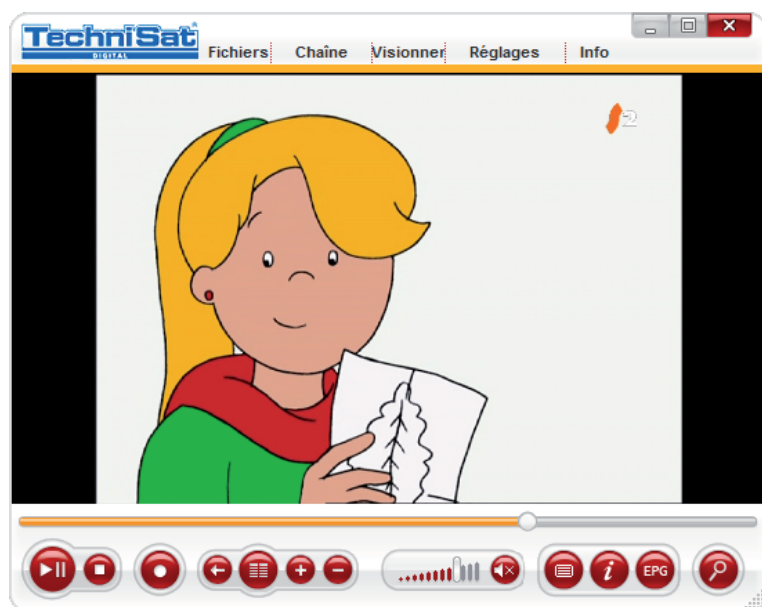 TechniSat
DIGITAL
Fichiers Chaîne Visionner Réglages Info
2
i EPG